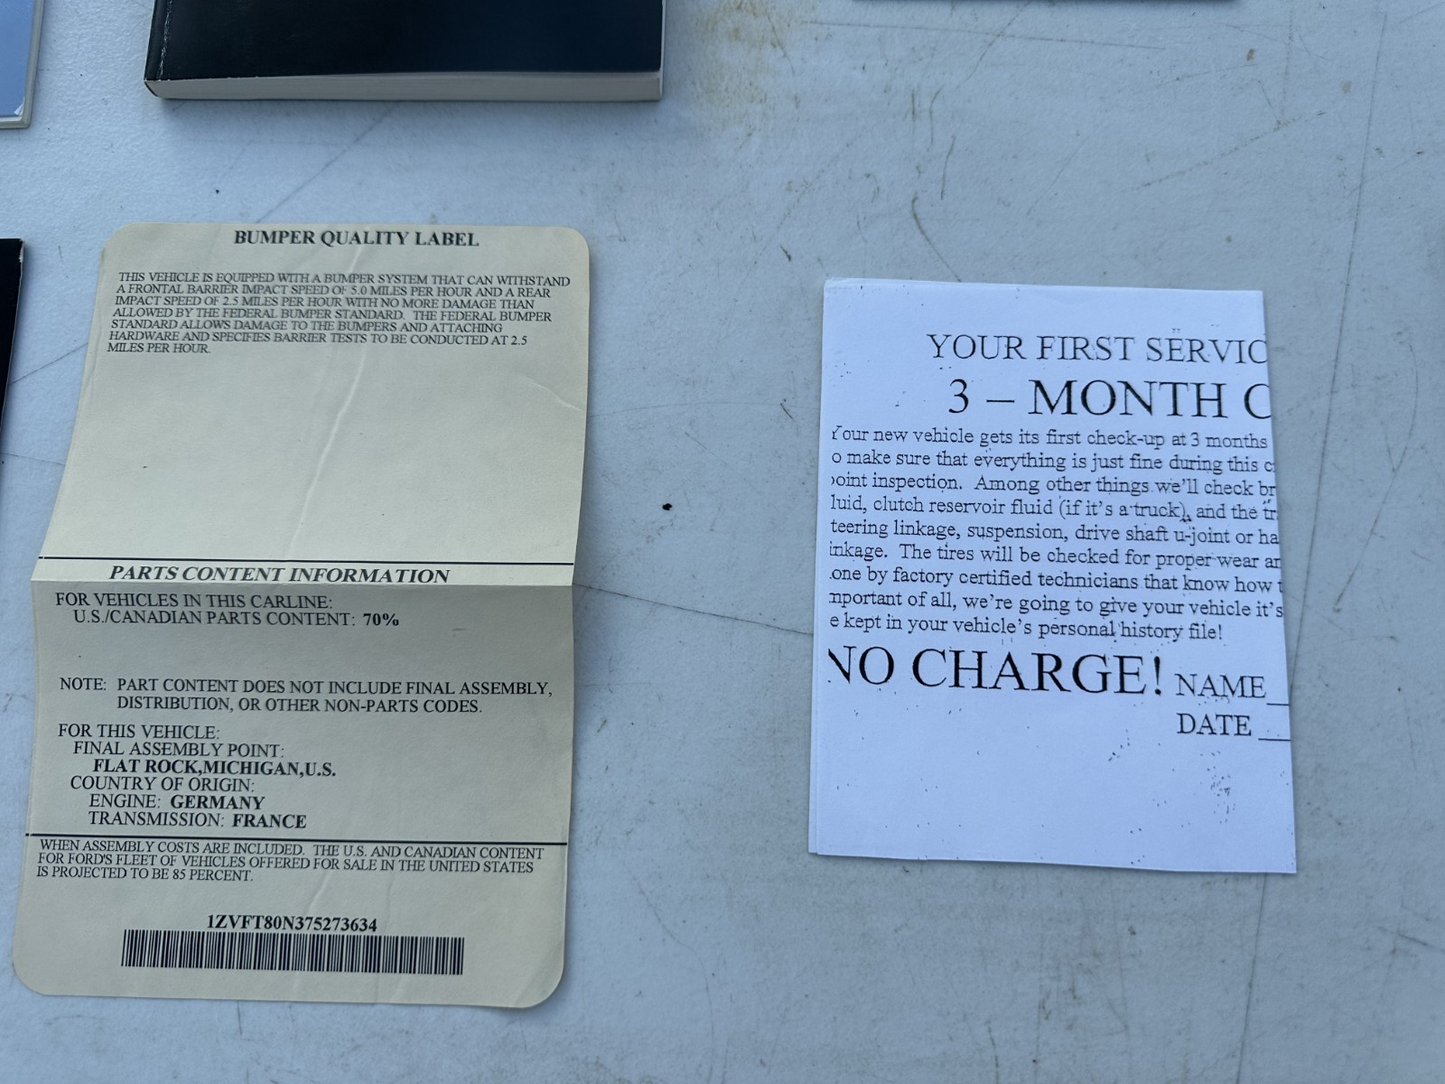 BUMPER QUALITY LABEL
THIS VEHICLE IS EQUIPPED WITH A BUMPER SYSTEM THAT CAN WITHSTAND
A FRONTAL BARRIER IMPACT SPEED OF 5.0 MILES PER HOUR AND A REAR
IMPACT SPEED OF 2.5 MILES PER HOUR WITH NO MORE DAMAGE THAN
ALLOWED BY THE FEDERAL BUMPER STANDARD. THE FEDERAL BUMPER
STANDARD ALLOWS DAMAGE TO THE BUMPERS AND ATTACHING
HARDWARE AND SPECIFIES BARRIER TESTS TO BE CONDUCTED AT 2.5
MILES PER HOUR.
PARTS CONTENT INFORMATION
FOR VEHICLES IN THIS CARLINE:
U.S./CANADIAN PARTS CONTENT: 70%
NOTE: PART CONTENT DOES NOT INCLUDE FINAL ASSEMBLY,
DISTRIBUTION, OR OTHER NON-PARTS CODES.
FOR THIS VEHICLE:
FINAL ASSEMBLY POINT:
FLAT ROCK,MICHIGAN,U.S.
COUNTRY OF ORIGIN:
ENGINE: GERMANY
TRANSMISSION: FRANCE
WHEN ASSEMBLY COSTS ARE INCLUDED. THE U.S. AND CANADIAN CONTENT
FOR FORD'S FLEET OF VEHICLES OFFERED FOR SALE IN THE UNITED STATES
IS PROJECTED TO BE 85 PERCENT.
1ZVFT80N375273634
YOUR FIRST SERVIC
3 – MONTH C
Your new vehicle gets its first check-up at 3 months
o make sure that everything is just fine during this c
oint inspection. Among other things we'll check br
luid, clutch reservoir fluid (if it's a truck), and the tr
teering linkage, suspension, drive shaft u-joint or ha
inkage. The tires will be checked for proper wear an
one by factory certified technicians that know how t
mportant of all, we're going to give your vehicle it's
e kept in your vehicle's personal history file!
NO CHARGE! NAME
DATE